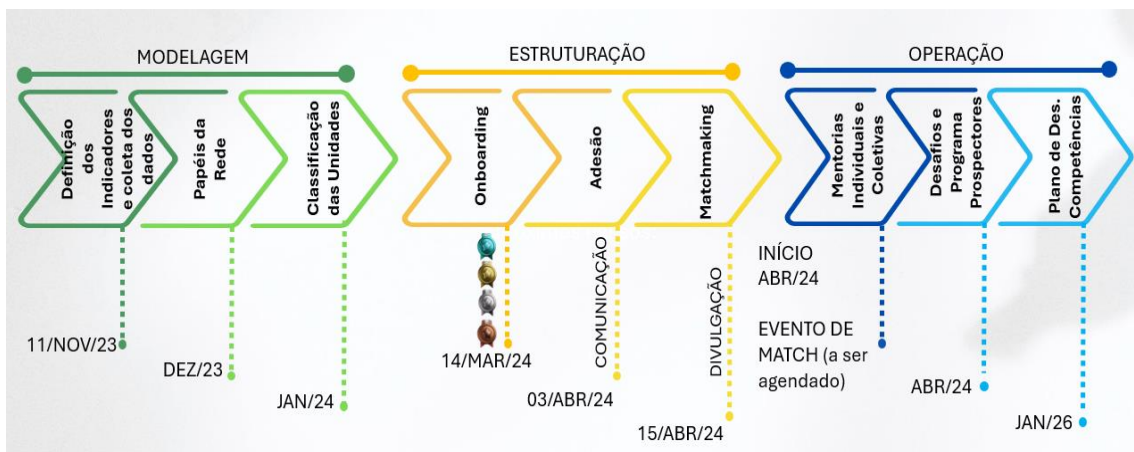 MODELAGEM
Definição
dos
Indicadores
e coleta dos
dados
Papéis da
Rede
Classificação
das Unidades
11/NOV/23
DEZ/23
JAN/24
ESTRUTURAÇÃO
Onboarding
Adesão
Matchmaking
14/MAR/24
COMUNICAÇÃO
03/ABR/24
DIVULGAÇÃO
15/ABR/24
OPERAÇÃO
Mentorias
Individuais e
Coletivas
Desafios e
Programa
Prospectores
Plano de Des.
Competências
INÍCIO
ABR/24
EVENTO DE
MATCH (a ser
agendado)
ABR/24
JAN/26